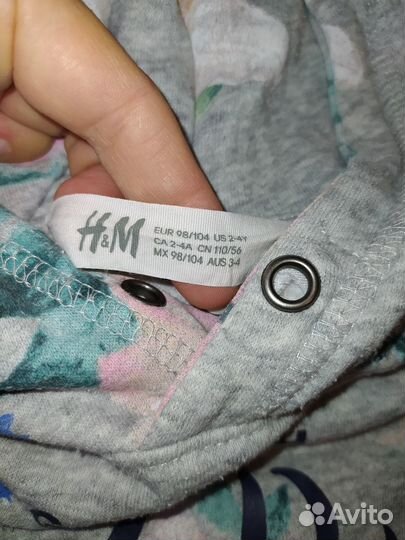 H&M
EUR 98/104 US 2-4Y
CA 2-4A CN 110/56
MX 98/104 AUS 3-4
Avito